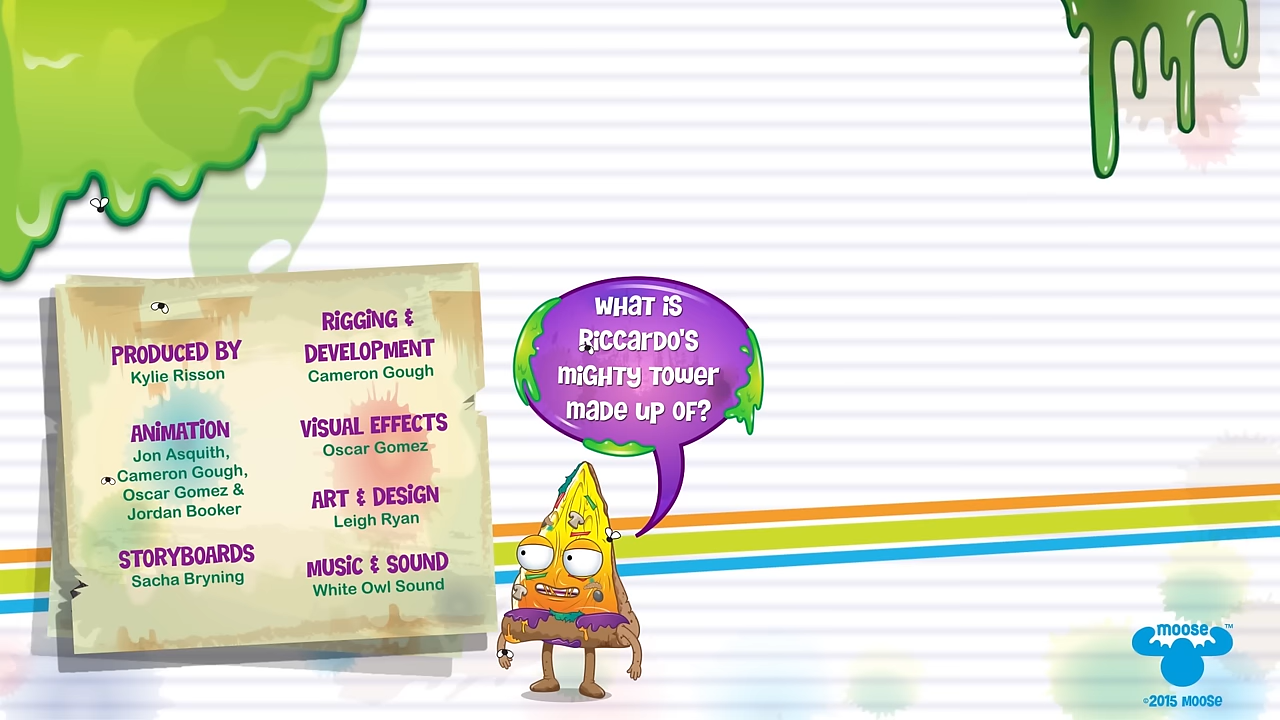 PRODUCED BY
Kylie Risson
ANIMATION
Jon Asquith,
Cameron Gough,
Oscar Gomez &
Jordan Booker
STORYBOARDS
Sacha Bryning
RIGGING &
DEVELOPMENT
Cameron Gough
VISUAL EFFECTS
Oscar Gomez
ART & DESIGN
Leigh Ryan
MUSIC & SOUND
White Owl Sound
WHAT IS
RICCARDO'S
MIGHTY TOWER
MADE UP OF?
moose™
©2015 MOOSE